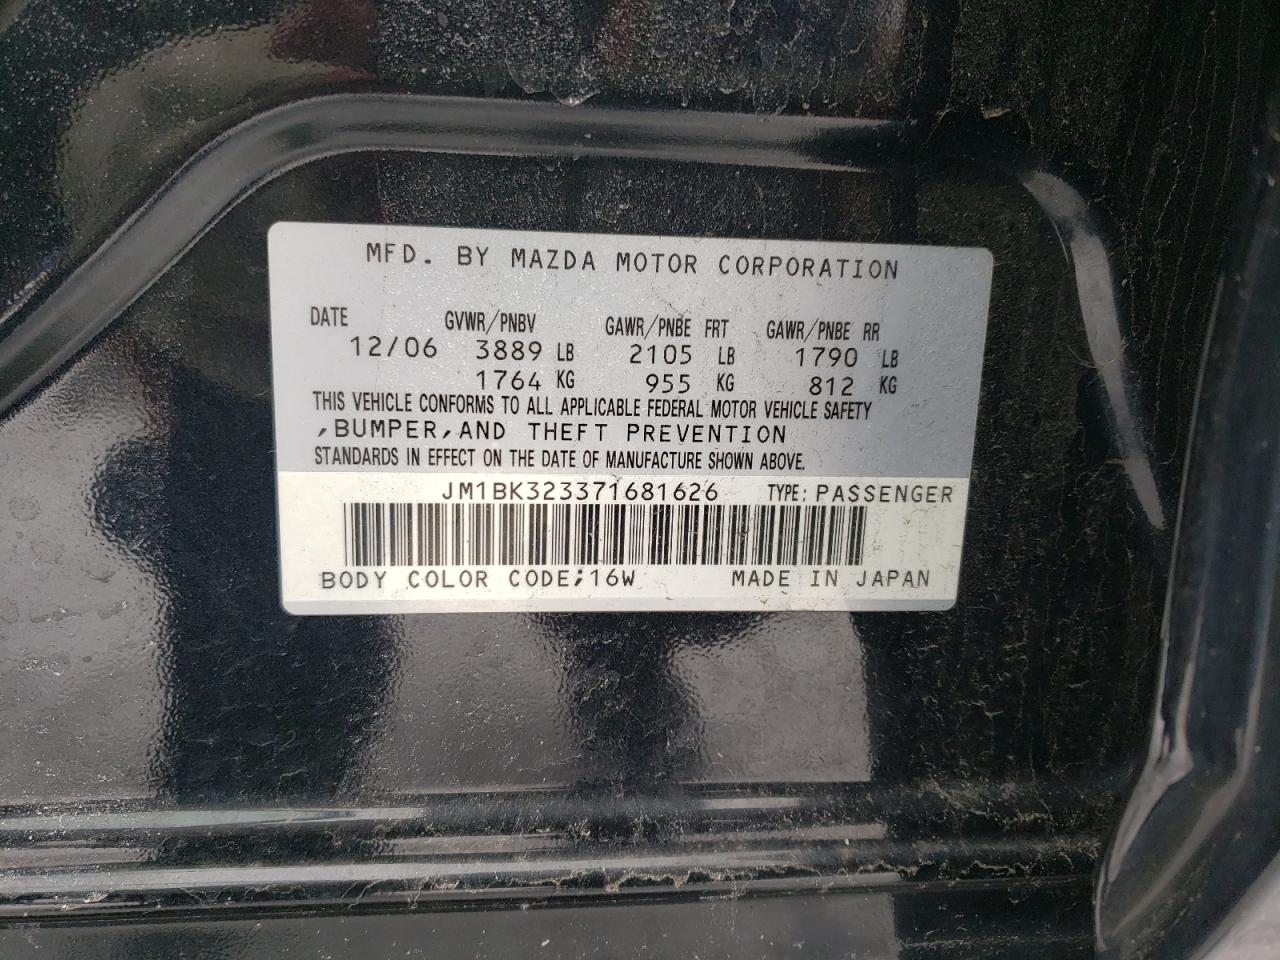 MFD. BY MAZDA MOTOR CORPORATION
DATE GVWR/PNBV GAWR/PNBE FRT GAWR/PNBE RR
12/06 3889 LB 2105 LB 1790 LB
1764 KG 955 KG 812 KG
THIS VEHICLE CONFORMS TO ALL APPLICABLE FEDERAL MOTOR VEHICLE SAFETY
,BUMPER,AND THEFT PREVENTION
STANDARDS IN EFFECT ON THE DATE OF MANUFACTURE SHOWN ABOVE.
JM1BK323371681626 TYPE: PASSENGER
BODY COLOR CODE;16W MADE IN JAPAN